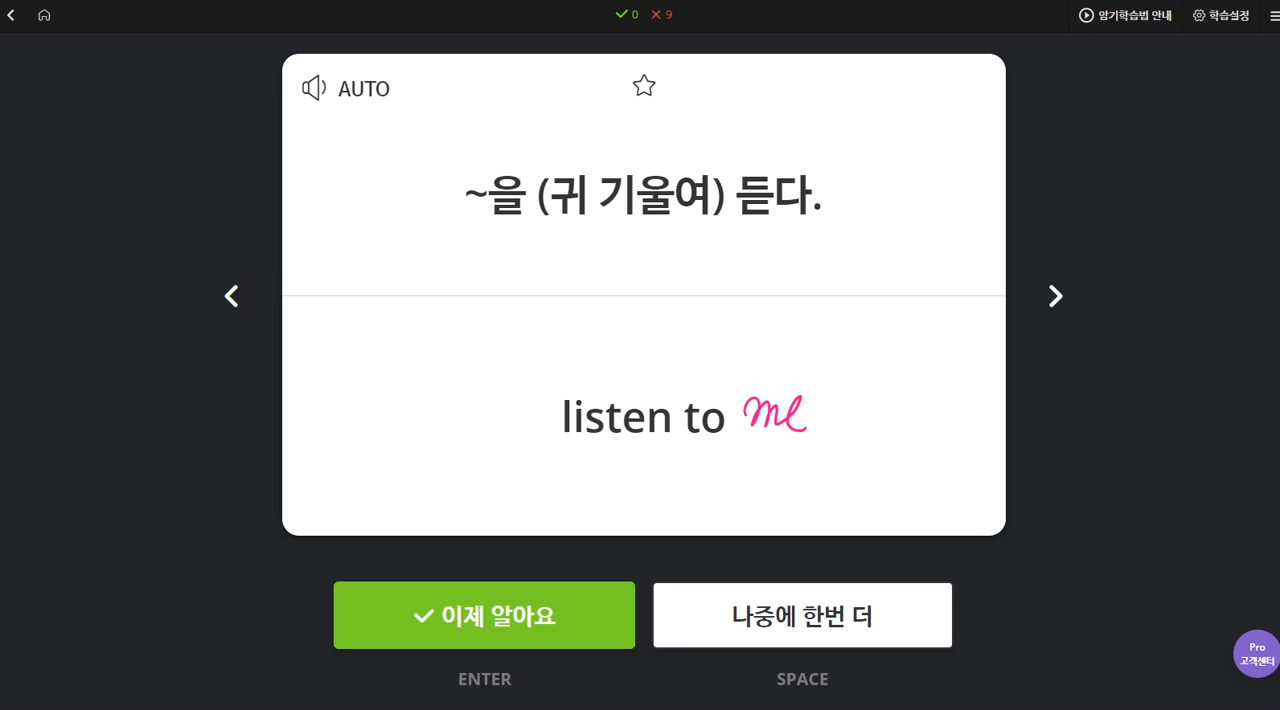 0 9 암기학습법 안내 학습설정
AUTO
~을 (귀 기울여) 듣다.
listen to me
이제 알아요 나중에 한번 더
ENTER SPACE
Pro
고객센터